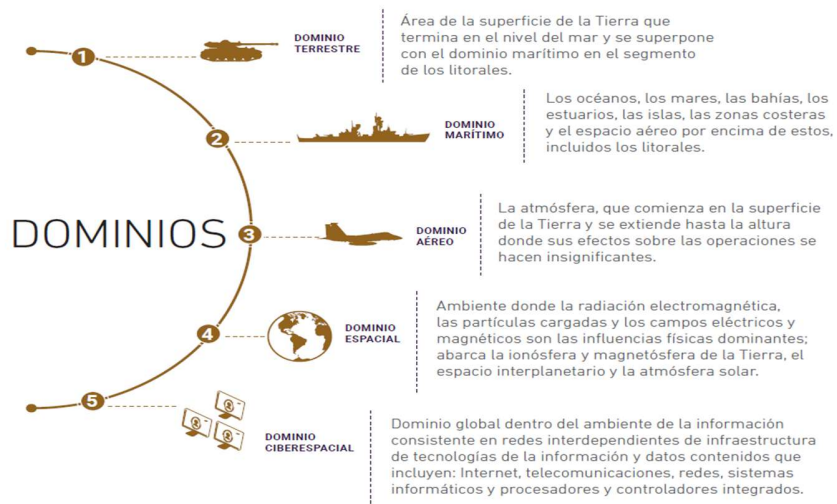 DOMINIOS
1
DOMINIO
TERRESTRE
Área de la superficie de la Tierra que
termina en el nivel del mar y se superpone
con el dominio marítimo en el segmento
de los litorales.
2
DOMINIO
MARÍTIMO
Los océanos, los mares, las bahías, los
estuarios, las islas, las zonas costeras
y el espacio aéreo por encima de estos,
incluidos los litorales.
3
DOMINIO
AÉREO
La atmósfera, que comienza en la superficie
de la Tierra y se extiende hasta la altura
donde sus efectos sobre las operaciones se
hacen insignificantes.
4
DOMINIO
ESPACIAL
Ambiente donde la radiación electromagnética,
las partículas cargadas y los campos eléctricos y
magnéticos son las influencias físicas dominantes;
abarca la ionósfera y magnetósfera de la Tierra, el
espacio interplanetario y la atmósfera solar.
5
DOMINIO
CIBERESPACIAL
Dominio global dentro del ambiente de la información
consistente en redes interdependientes de infraestructura
de tecnologías de la información y datos contenidos que
incluyen: Internet, telecomunicaciones, redes, sistemas
informáticos y procesadores y controladores integrados.